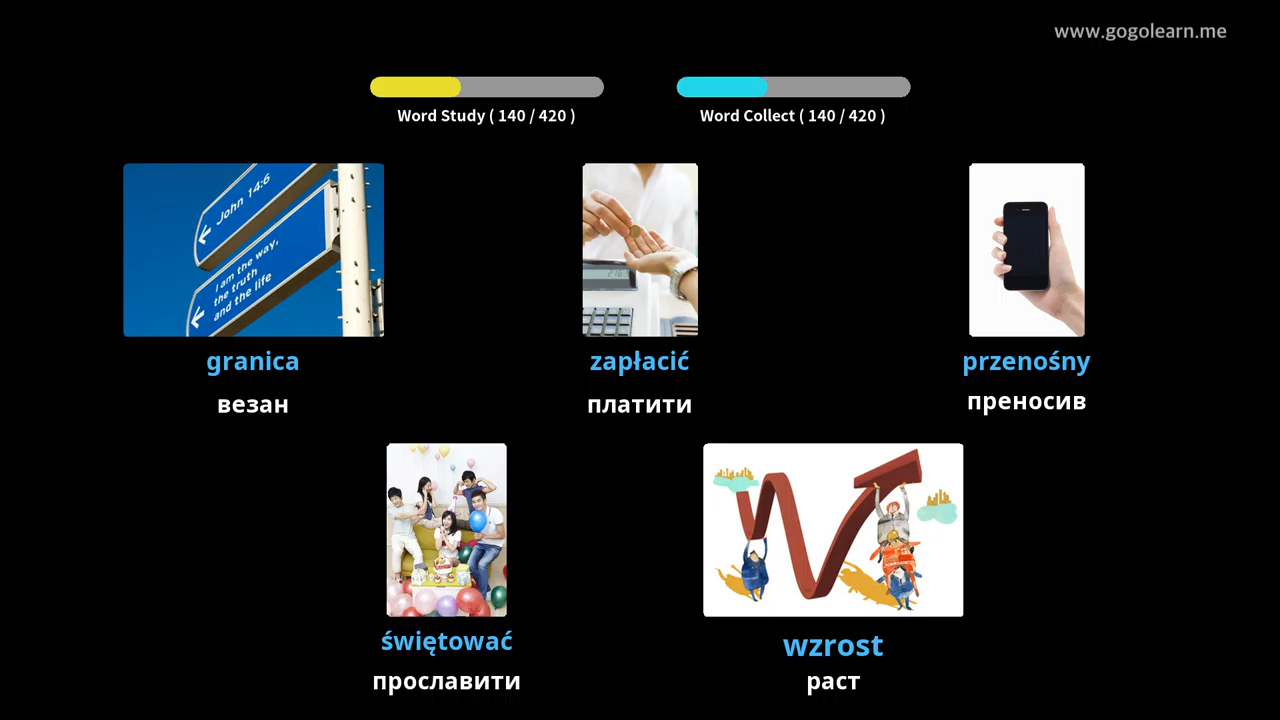 www.gogolearn.me
Word Study ( 140 / 420 )
Word Collect ( 140 / 420 )
John 14:6
I am the way,
the truth
and the life
216
granica
zapłacić
przenośny
везан
платити
преносив
świętować
wzrost
прославити
раст